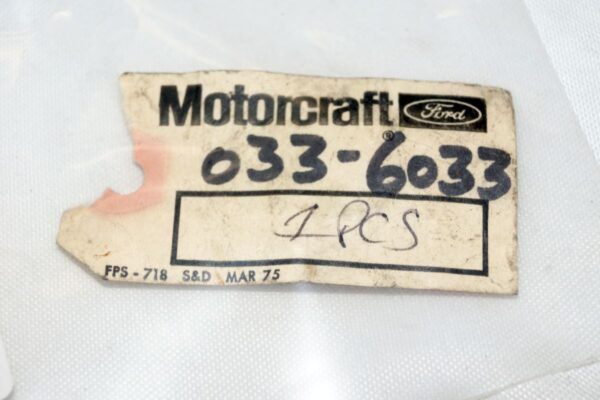 Motorcraft® Ford
033-6033
1 PCS
FPS - 718 S&D MAR 75